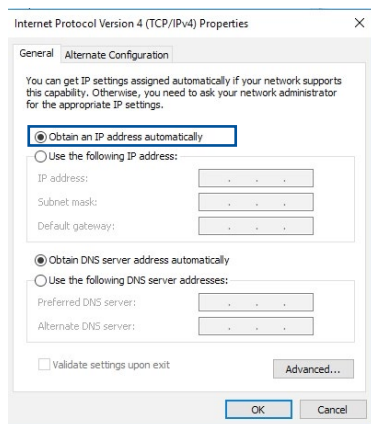 Internet Protocol Version 4 (TCP/IPv4) Properties
General
Alternate Configuration
You can get IP settings assigned automatically if your network supports
this capability. Otherwise, you need to ask your network administrator
for the appropriate IP settings.
Obtain an IP address automatically
Use the following IP address:
IP address:
Subnet mask:
Default gateway:
Obtain DNS server address automatically
Use the following DNS server addresses:
Preferred DNS server:
Alternate DNS server:
Validate settings upon exit
Advanced...
OK
Cancel